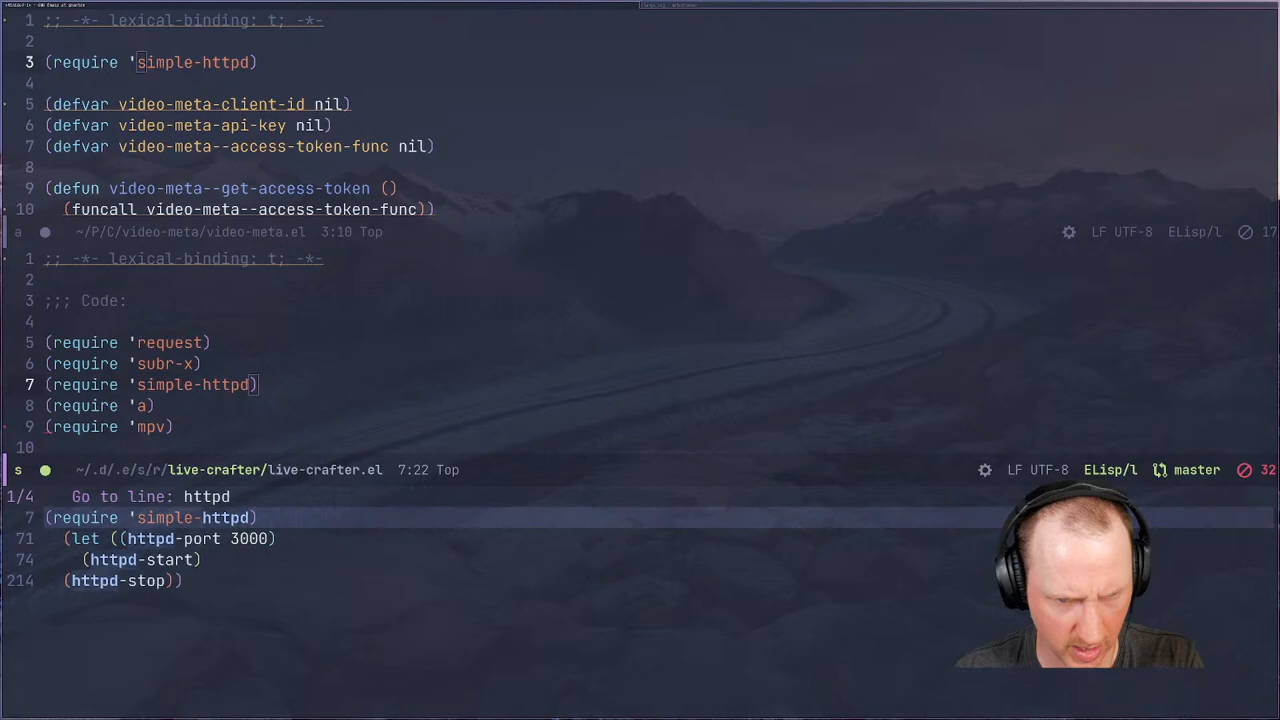 1 ;; -*- lexical-binding: t; -*-
2
3 (require 'simple-httpd)
4
5 (defvar video-meta-client-id nil)
6 (defvar video-meta-api-key nil)
7 (defvar video-meta--access-token-func nil)
8
9 (defun video-meta--get-access-token ()
10 (funcall video-meta--access-token-func))
a ~/P/C/video-meta/video-meta.el 3:10 Top LF UTF-8 ELisp/l 17
1 ;; -*- lexical-binding: t; -*-
2
3 ;;; Code:
4
5 (require 'request)
6 (require 'subr-x)
7 (require 'simple-httpd)
8 (require 'a)
9 (require 'mpv)
10
s ~/.d/.e/s/r/live-crafter/live-crafter.el 7:22 Top LF UTF-8 ELisp/l master 32
1/4 Go to line: httpd
7 (require 'simple-httpd)
71 (let ((httpd-port 3000)
74 (httpd-start)
214 (httpd-stop))